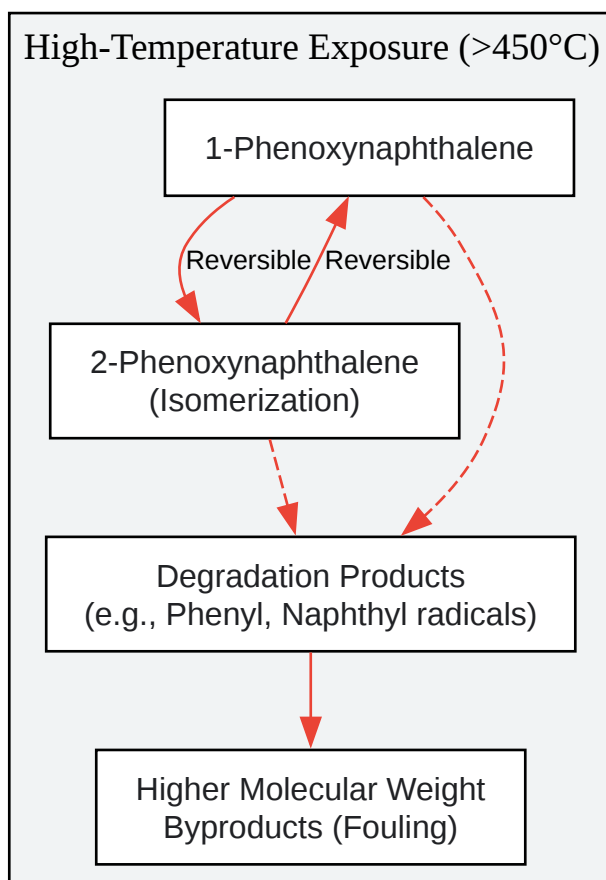 High-Temperature Exposure (>450°C)
1-Phenoxynaphthalene
Reversible
Reversible
2-Phenoxynaphthalene
(Isomerization)
Degradation Products
(e.g., Phenyl, Naphthyl radicals)
Higher Molecular Weight
Byproducts (Fouling)